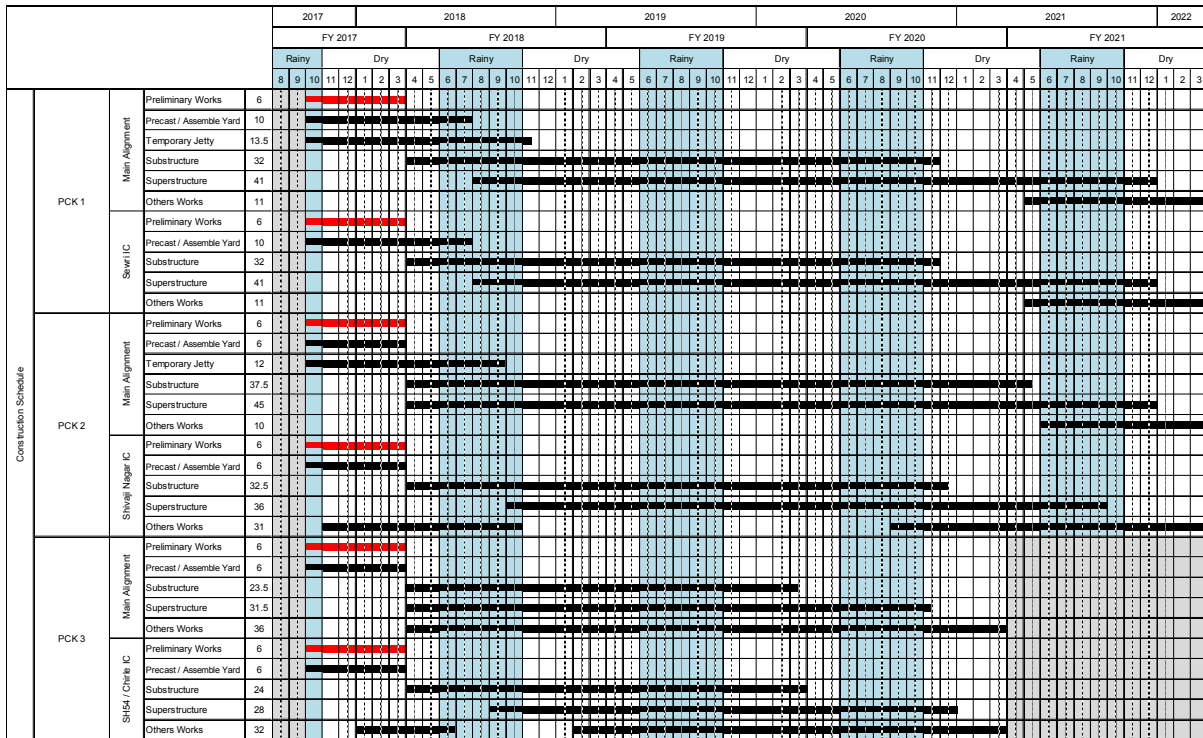 2017 2018 2019 2020 2021 2022
FY 2017 FY 2018 FY 2019 FY 2020 FY 2021
Rainy Dry Rainy Dry Rainy Dry Rainy Dry Rainy Dry
8 9 10 11 12 1 2 3 4 5 6 7 8 9 10 11 12 1 2 3 4 5 6 7 8 9 10 11 12 1 2 3 4 5 6 7 8 9 10 11 12 1 2 3 4 5 6 7 8 9 10 11 12 1 2 3
Construction Schedule
PCK 1
Main Alignment
Preliminary Works 6
Precast / Assemble Yard 10
Temporary Jetty 13.5
Substructure 32
Superstructure 41
Others Works 11
Sewri IC
Preliminary Works 6
Precast / Assemble Yard 10
Substructure 32
Superstructure 41
Others Works 11
PCK 2
Main Alignment
Preliminary Works 6
Precast / Assemble Yard 6
Temporary Jetty 12
Substructure 37.5
Superstructure 45
Others Works 10
Shivaji Nagar IC
Preliminary Works 6
Precast / Assemble Yard 6
Substructure 32.5
Superstructure 36
Others Works 31
PCK 3
Main Alignment
Preliminary Works 6
Precast / Assemble Yard 6
Substructure 23.5
Superstructure 31.5
Others Works 36
SH54 / Chirle IC
Preliminary Works 6
Precast / Assemble Yard 6
Substructure 24
Superstructure 28
Others Works 32